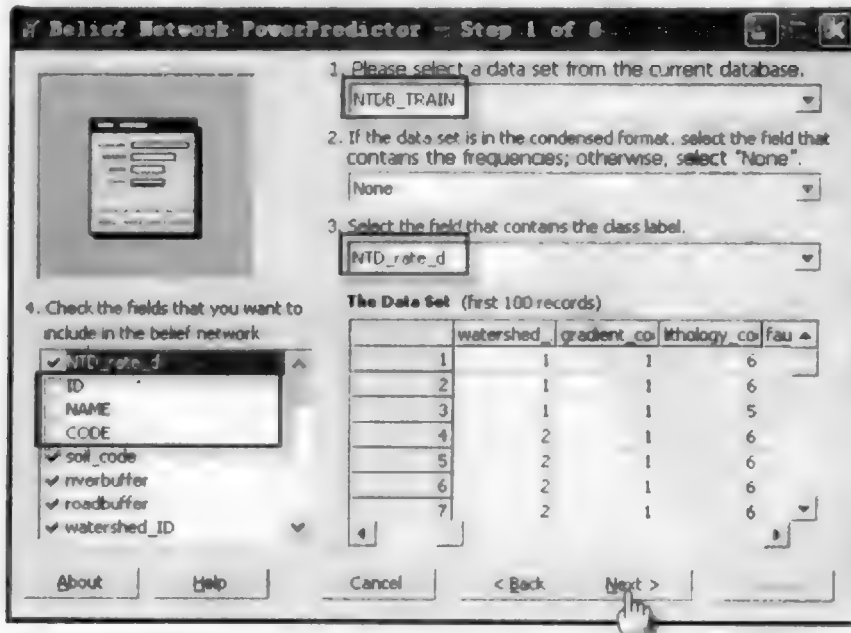 Belief Network PowerPredictor - Step 1 of 8
1. Please select a data set from the current database.
NTDB_TRAIN
2. If the data set is in the condensed format, select the field that
contains the frequencies; otherwise, select "None".
None
3. Select the field that contains the class label.
NTD_rate_d
4. Check the fields that you want to
include in the belief network
NTD_rate_d
ID
NAME
CODE
soil_code
riverbuffer
roadbuffer
watershed_ID
The Data Set (first 100 records)
watershed_ gradient_co lithology_co fau
1 1 1 6
2 1 1 6
3 1 1 5
4 2 1 6
5 2 1 6
6 2 1 6
7 2 1 6
About Help Cancel < Back Next >